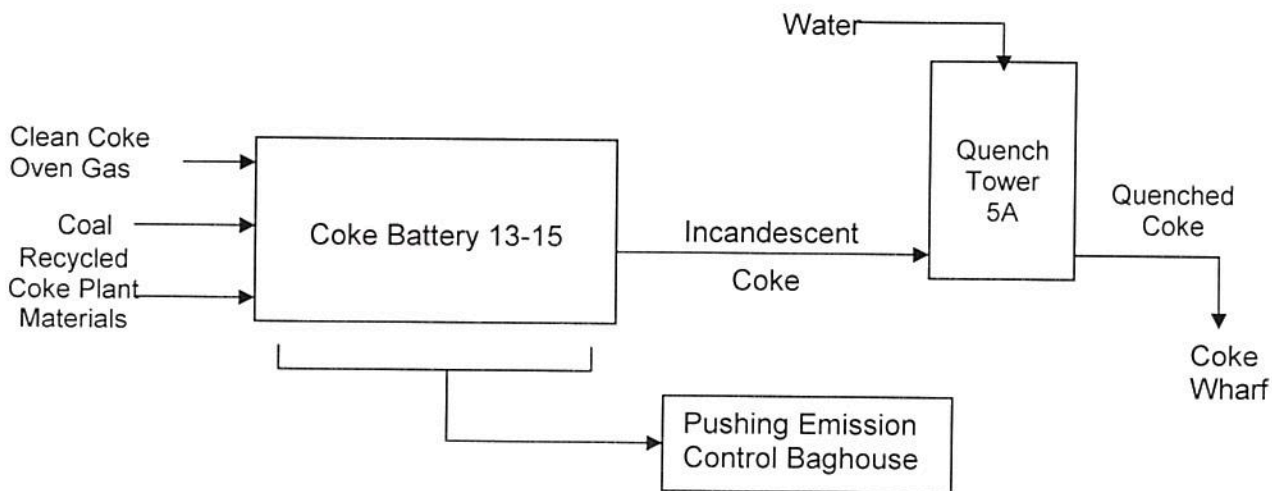 Water
Clean Coke
Oven Gas
Coal
Recycled
Coke Plant
Materials
Coke Battery 13-15
Incandescent
Coke
Quench
Tower
5A
Quenched
Coke
Coke
Wharf
Pushing Emission
Control Baghouse